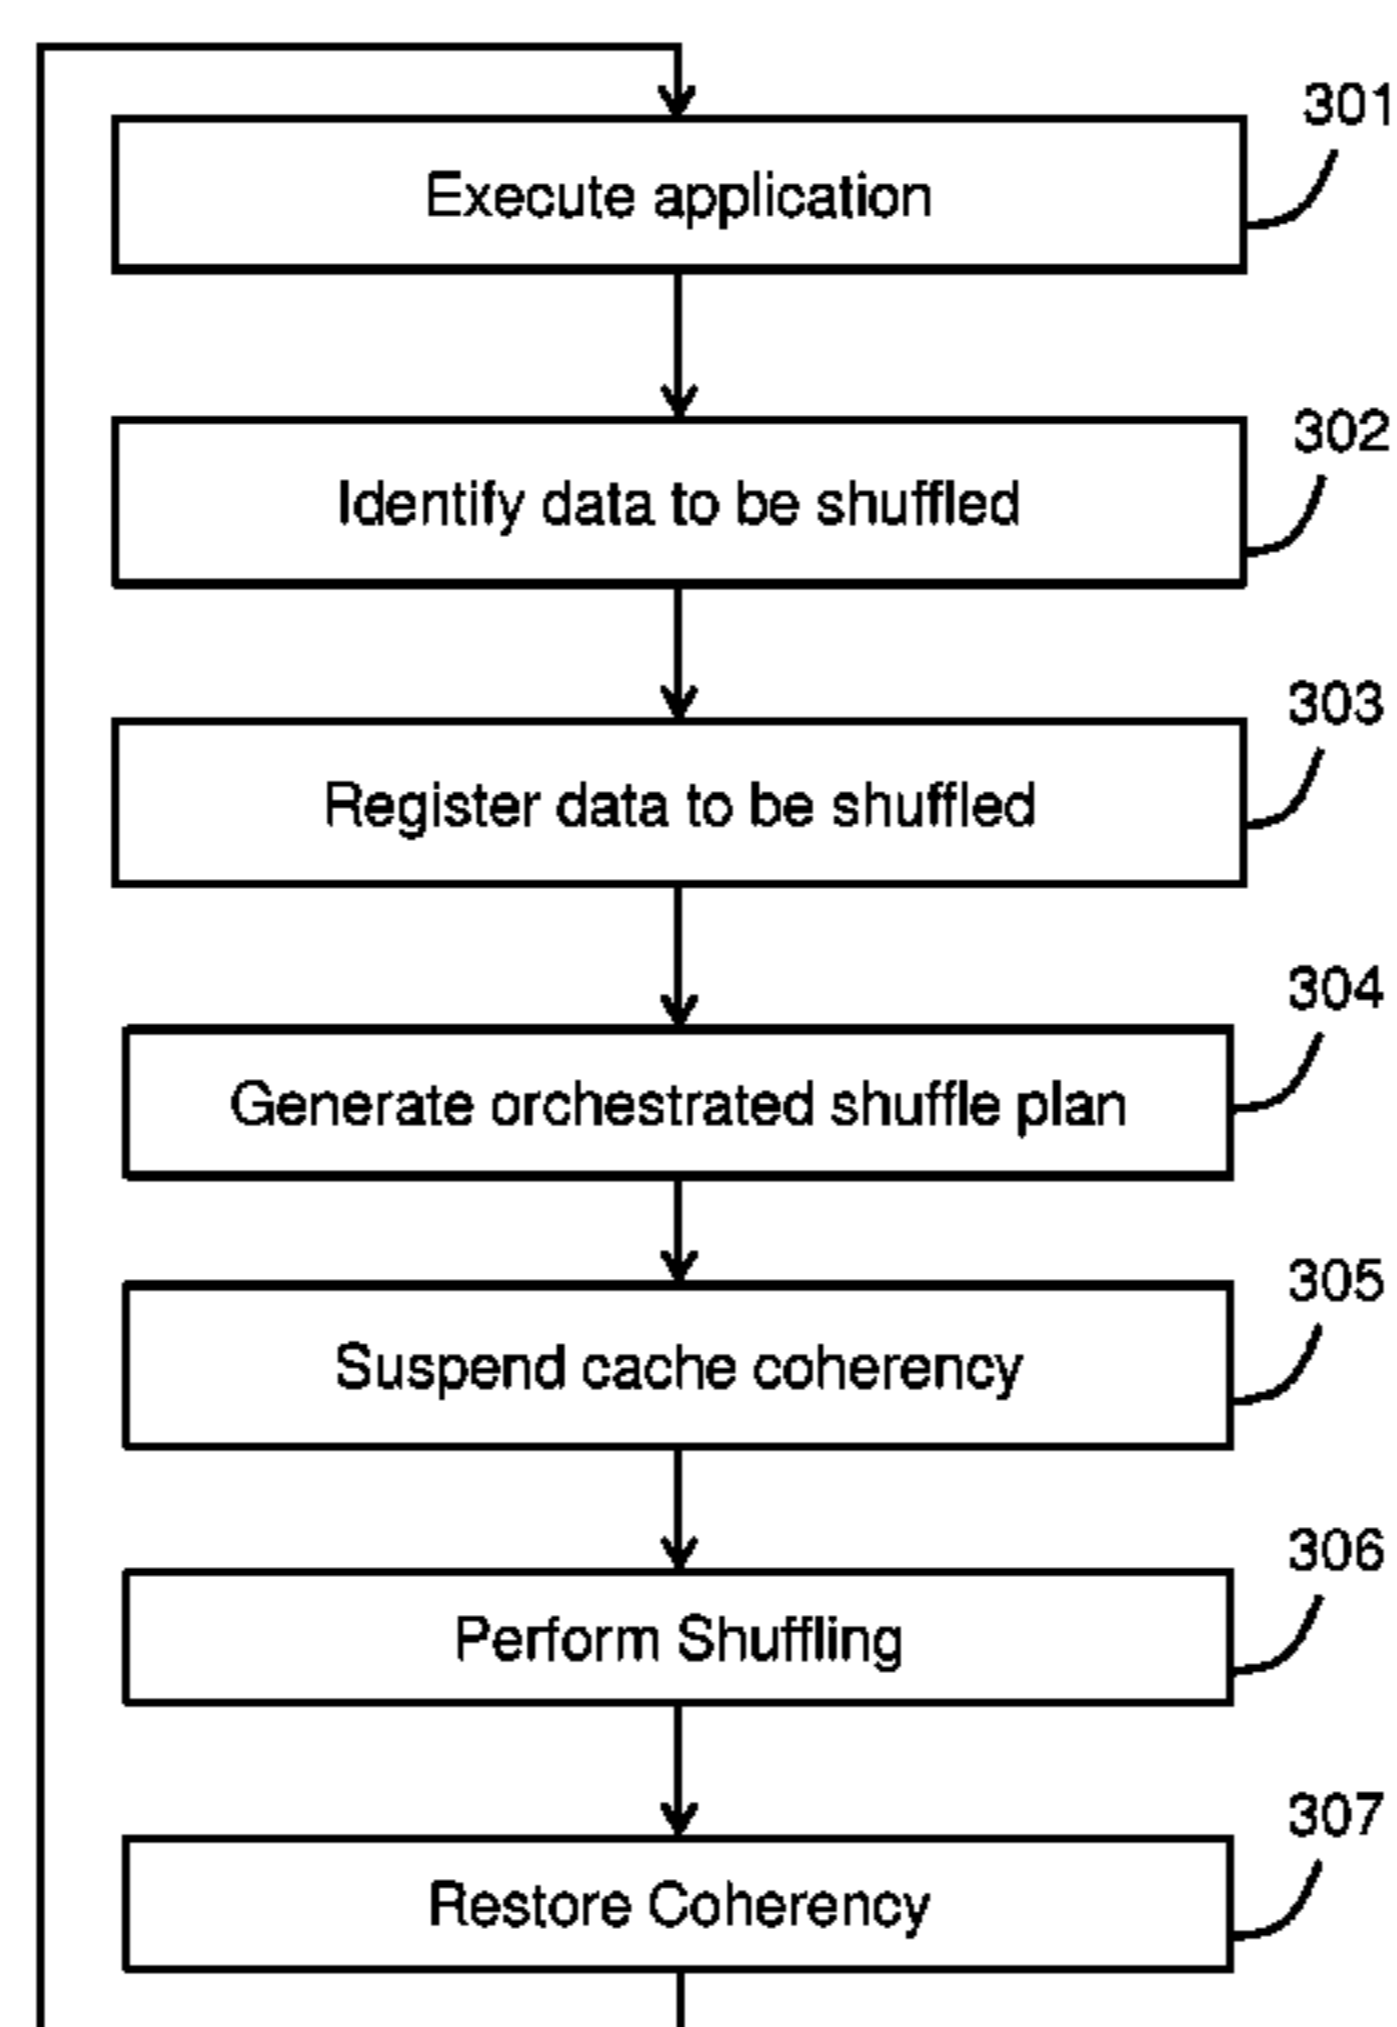 301
Execute application
302
Identify data to be shuffled
303
Register data to be shuffled
304
Generate orchestrated shuffle plan
305
Suspend cache coherency
306
Perform Shuffling
307
Restore Coherency